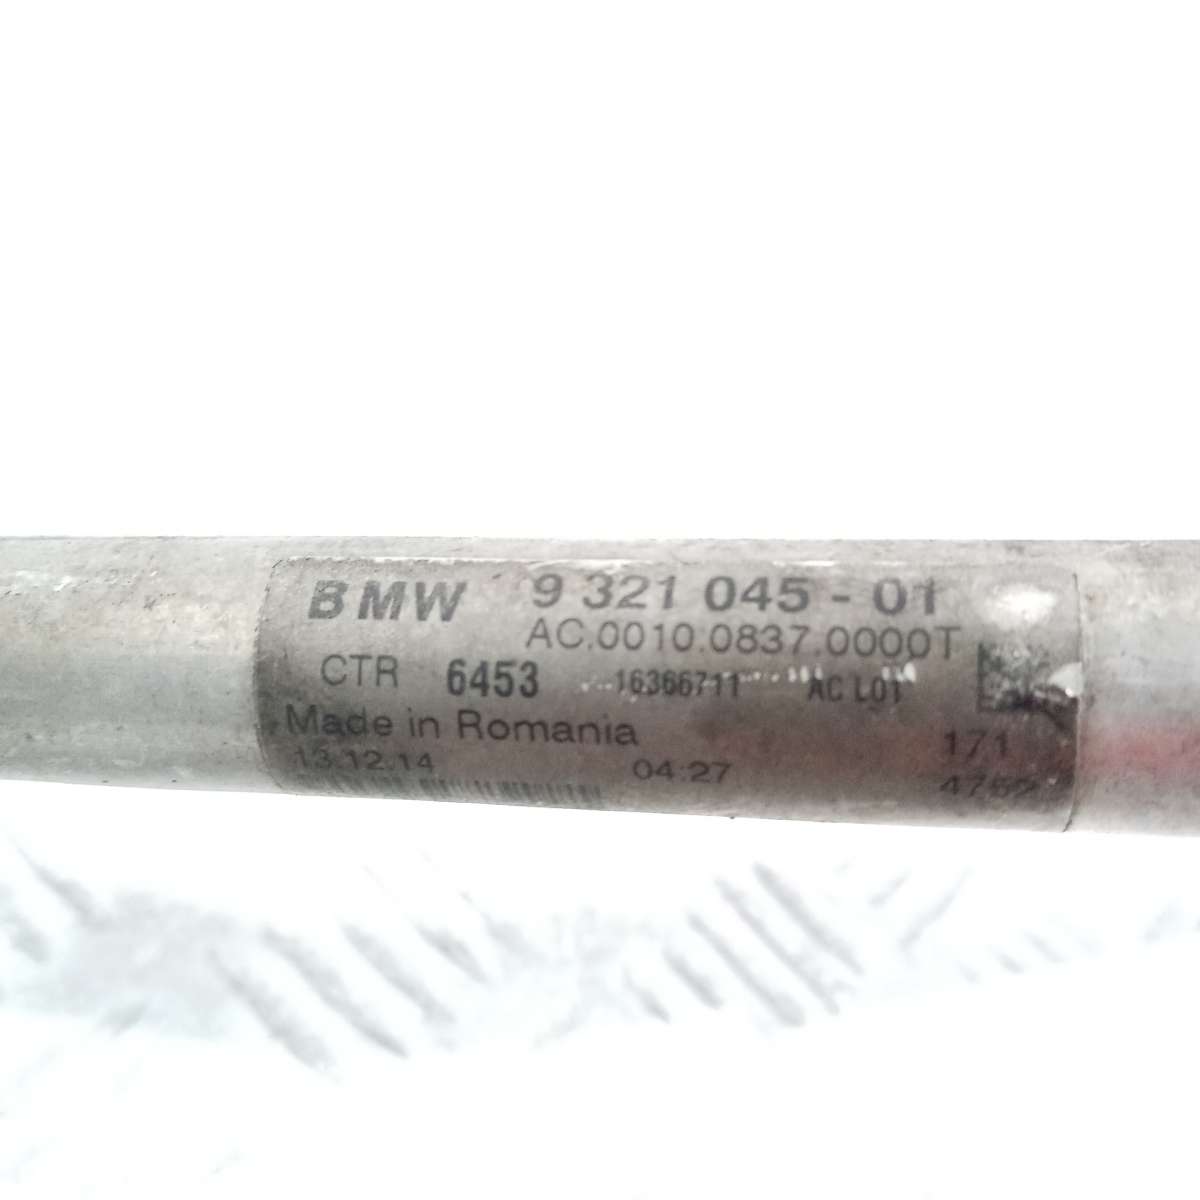 BMW 9 321 045 - 01
AC.0010.0837.0000T
CTR 6453 16366711 AC L01
Made in Romania 171
13.12.14 04:27